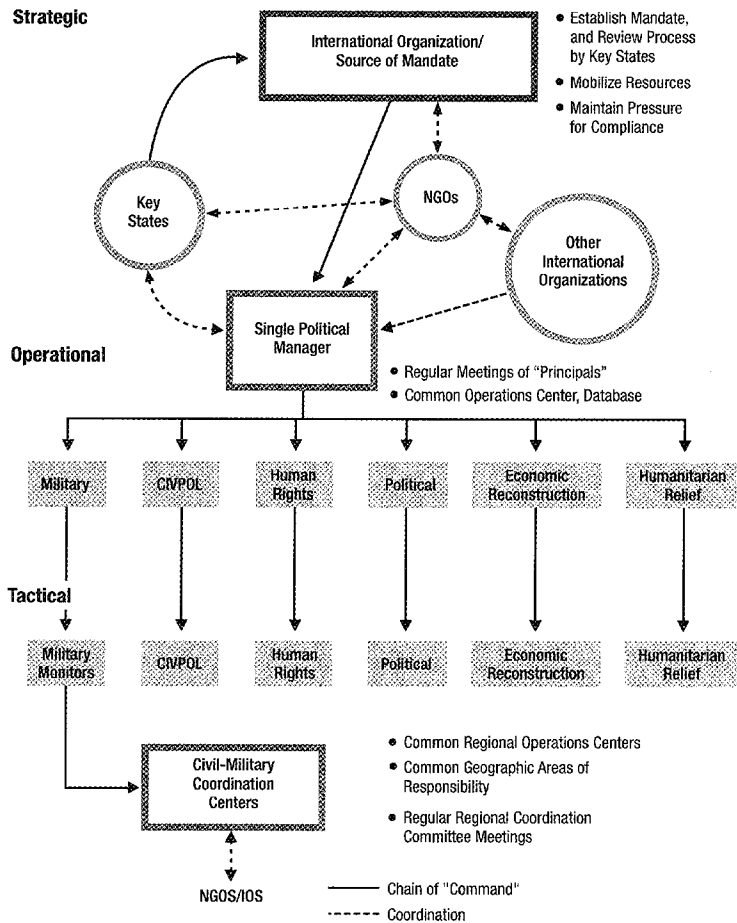 Strategic
International Organization/
Source of Mandate
• Establish Mandate,
and Review Process
by Key States
• Mobilize Resources
• Maintain Pressure
for Compliance
Key
States
NGOs
Other
International
Organizations
Single Political
Manager
Operational
• Regular Meetings of “Principals”
• Common Operations Center, Database
Military
CIVPOL
Human
Rights
Political
Economic
Reconstruction
Humanitarian
Relief
Tactical
Military
Monitors
CIVPOL
Human
Rights
Political
Economic
Reconstruction
Humanitarian
Relief
Civil-Military
Coordination
Centers
• Common Regional Operations Centers
• Common Geographic Areas of
Responsibility
• Regular Regional Coordination
Committee Meetings
NGOS/IOS
Chain of "Command"
Coordination